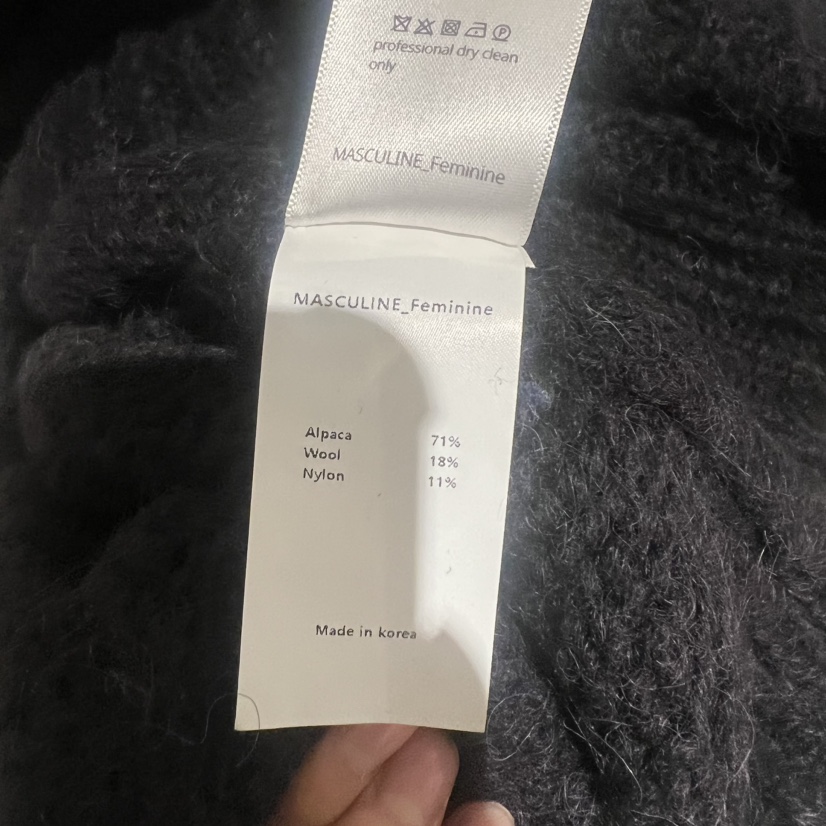 professional dry clean
only
MASCULINE_Feminine
MASCULINE_Feminine
Alpaca 71%
Wool 18%
Nylon 11%
Made in korea